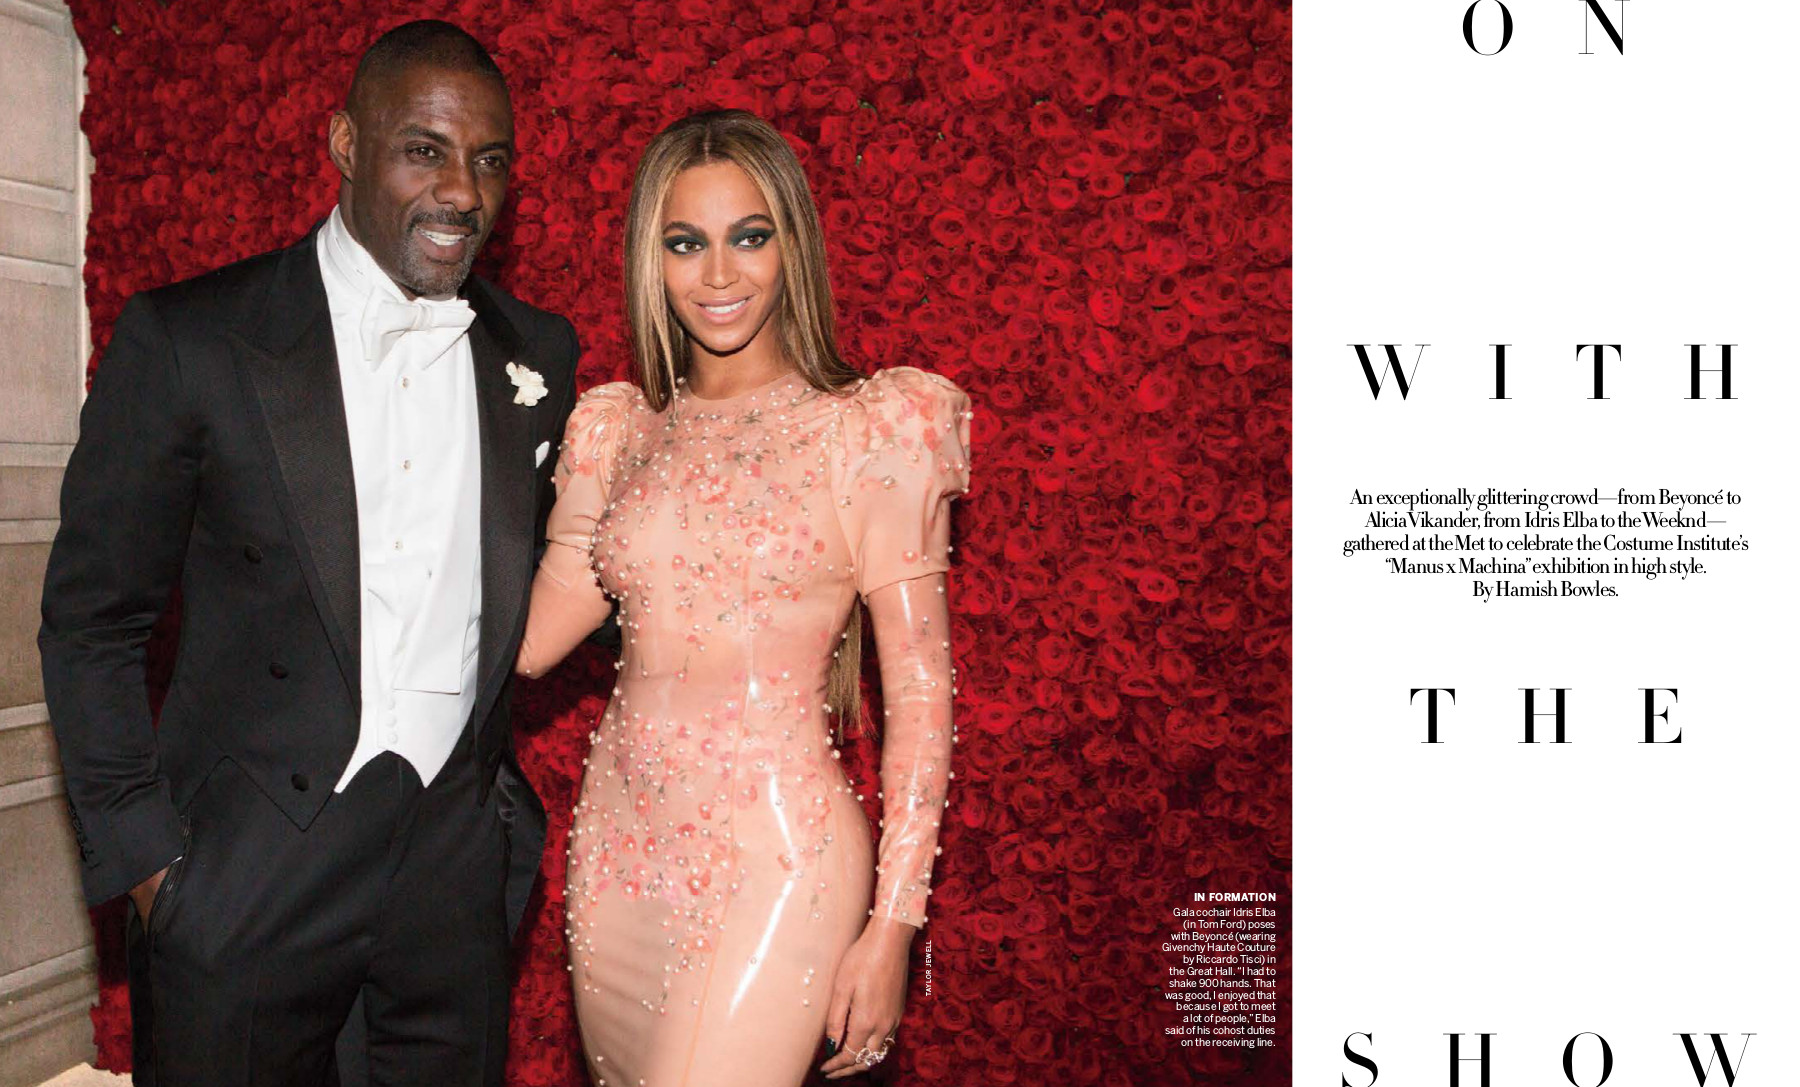 ON
WITH
An exceptionally glittering crowd—from Beyoncé to
Alicia Vikander, from Idris Elba to the Weeknd—
gathered at the Met to celebrate the Costume Institute's
“Manus x Machina” exhibition in high style.
By Hamish Bowles.
THE
SHOW
IN FORMATION
Gala cochair Idris Elba
(in Tom Ford) poses
with Beyoncé (wearing
Givenchy Haute Couture
by Riccardo Tisci) in
the Great Hall. “I had to
shake 900 hands. That
was good, I enjoyed that
because I got to meet
a lot of people,” Elba
said of his cohost duties
on the receiving line.
TAYLOR JEWELL